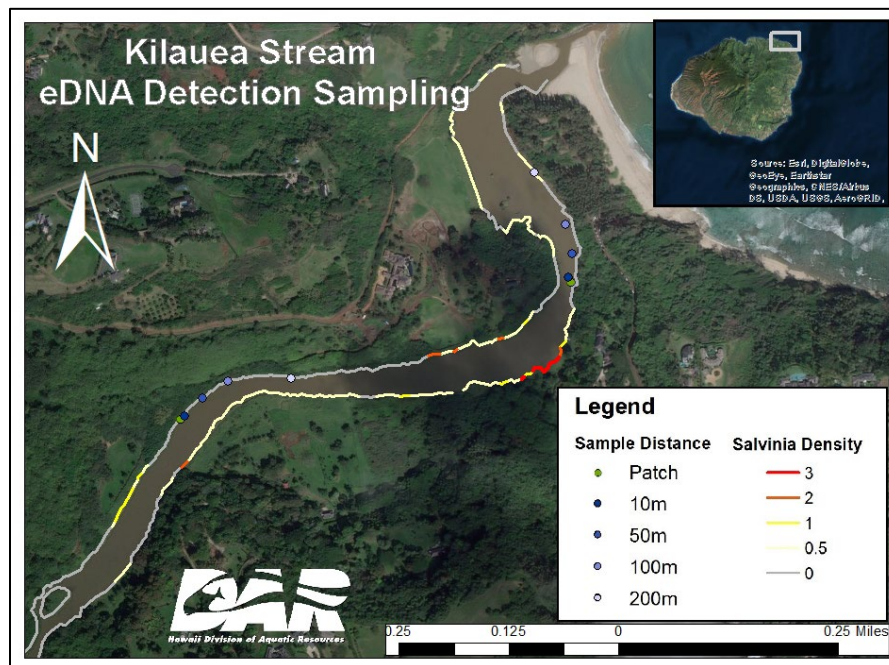 Kilauea Stream
eDNA Detection Sampling
N
Source: Esri, DigitalGlobe,
GeoEye, Earthstar
Geographics, CNES/Airbus
DS, USDA, USGS, AeroGRID,
Legend
Sample Distance
Patch
10m
50m
100m
200m
Salvinia Density
3
2
1
0.5
0
DAR
Hawaii Division of Aquatic Resources
0.25 0.125 0 0.25 Miles